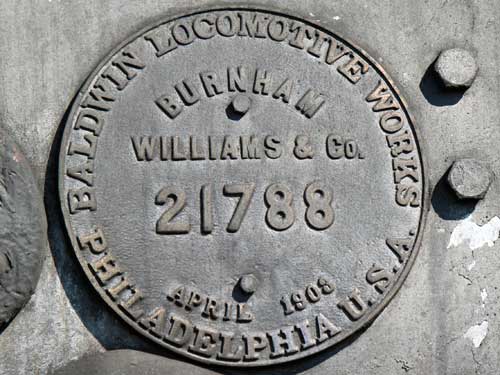 BALDWIN LOCOMOTIVE WORKS
BURNHAM
WILLIAMS & Co.
21788
APRIL 1903
PHILADELPHIA U.S.A.